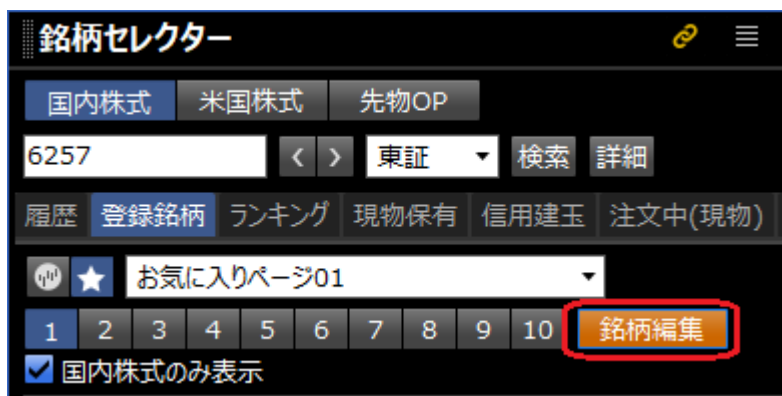 銘柄セレクター
国内株式 米国株式 先物OP
6257 東証 検索 詳細
履歴 登録銘柄 ランキング 現物保有 信用建玉 注文中(現物)
お気に入りページ01
1 2 3 4 5 6 7 8 9 10 銘柄編集
国内株式のみ表示